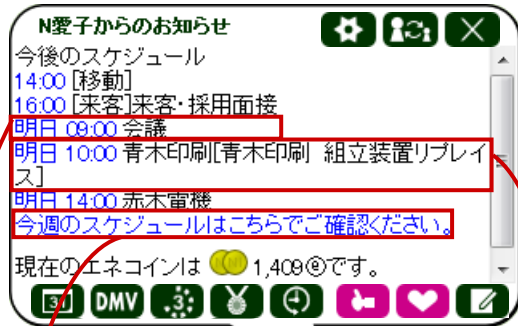 N愛子からのお知らせ
今後のスケジュール
14:00 [移動]
16:00 [来客]来客・採用面接
明日 09:00 会議
明日 10:00 青木印刷[青木印刷 組立装置リプレイ
ス]
明日 14:00 赤木電機
今週のスケジュールはこちらでご確認ください。
現在のエネコインは 1,409ⓔです。
31 DMV 3